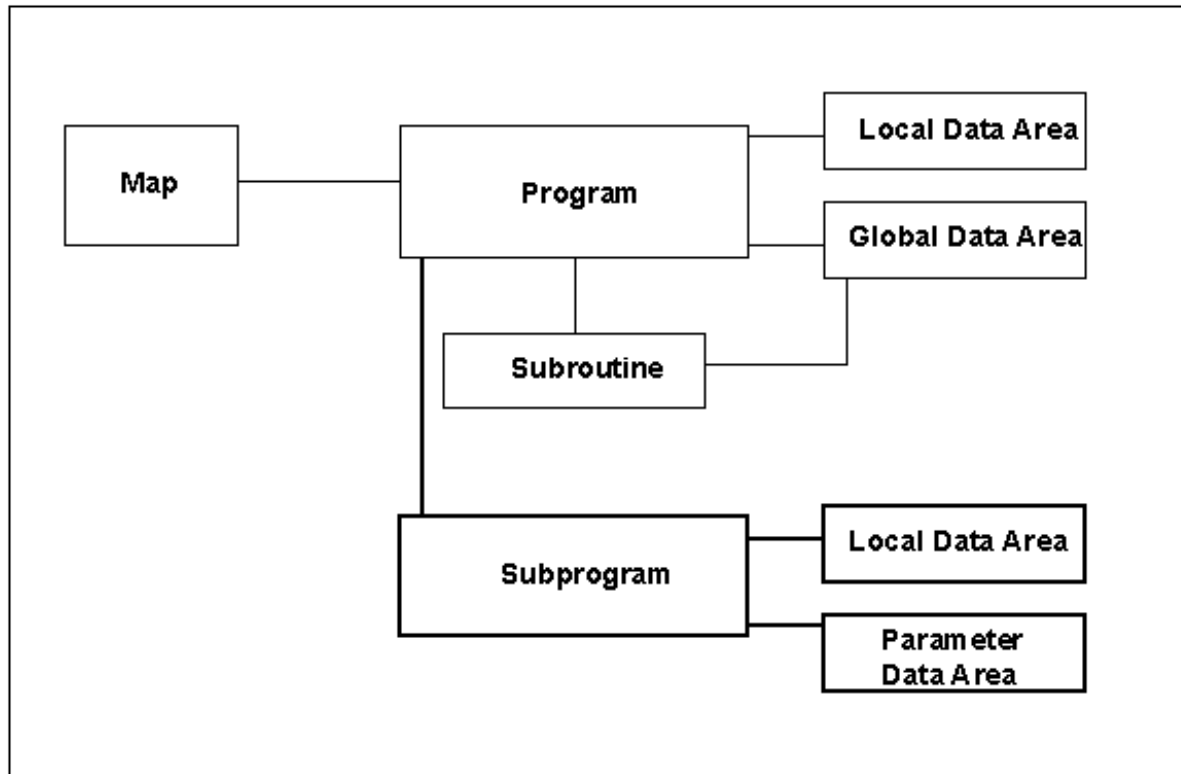 Map
Program
Local Data Area
Global Data Area
Subroutine
Subprogram
Local Data Area
Parameter
Data Area